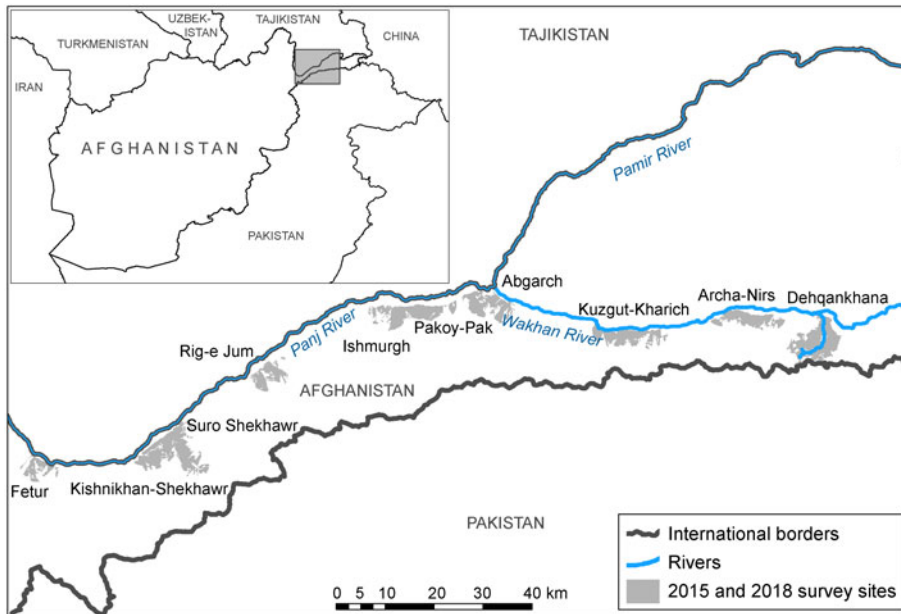 UZBEK-
ISTAN
TAJIKISTAN
TURKMENISTAN
CHINA
IRAN
AFGHANISTAN
PAKISTAN
TAJIKISTAN
Pamir River
Abgarch
Kuzgut-Kharich
Archa-Nirs
Dehqankhana
Panj River
Pakoy-Pak
Wakhan River
Ishmurgh
Rig-e Jum
AFGHANISTAN
Suro Shekhawr
Fetur
Kishnikhan-Shekhawr
PAKISTAN
International borders
Rivers
2015 and 2018 survey sites
0 5 10 20 30 40 km